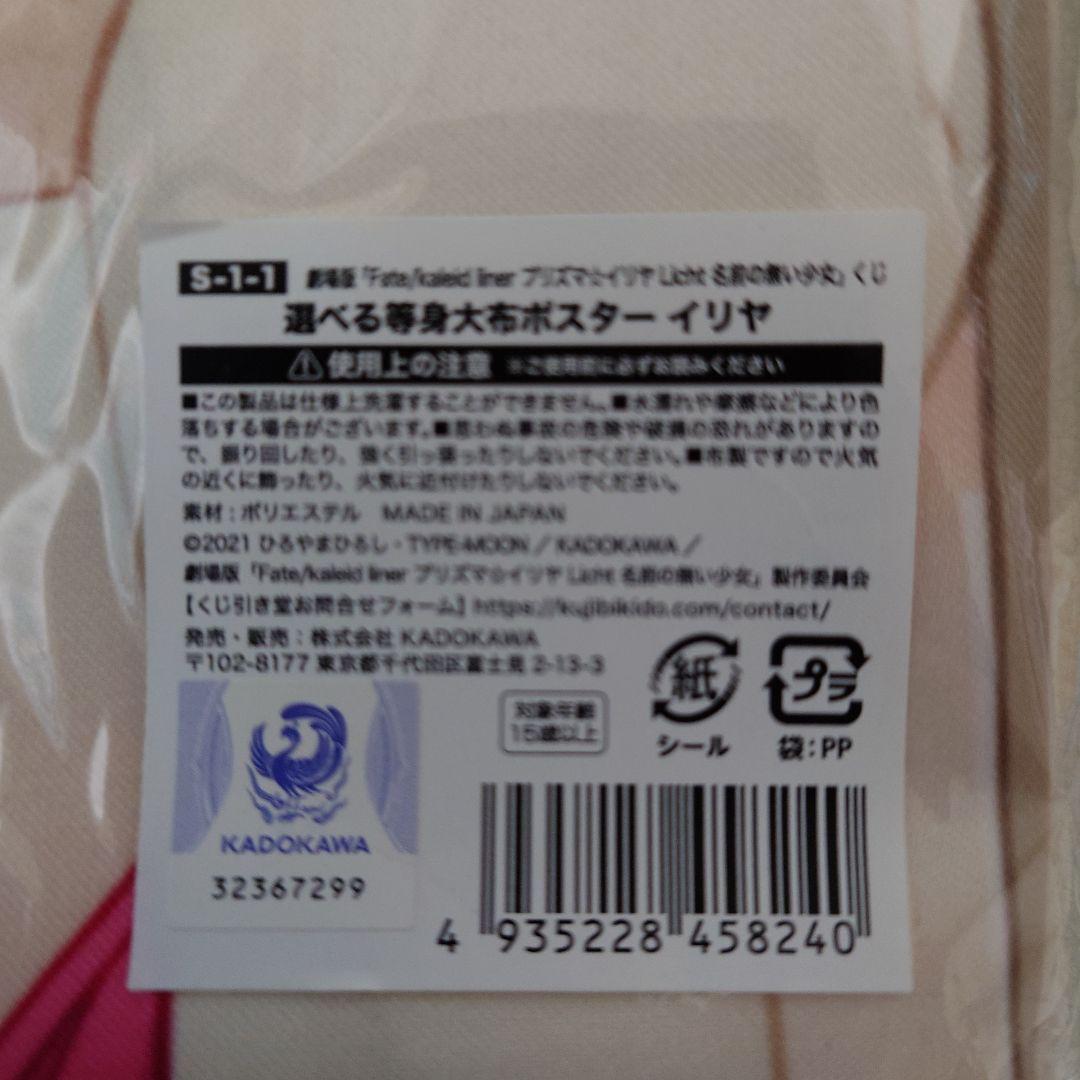 S-1-1 劇場版「Fate/kaleid liner プリズマ☆イリヤ Licht 名前の無い少女」くじ
選べる等身大布ポスター イリヤ
⚠使用上の注意 ※ご使用前に必ずお読みください
■この製品は仕様上洗濯することができません。■水濡れや摩擦などにより色
落ちする場合がございます。■思わぬ事故の危険や破損の恐れがありますの
で、振り回したり、強く引っ張ったりしないでください。■布製ですので火気
の近くに飾ったり、火気に近付けたりしないでください。
素材:ポリエステル MADE IN JAPAN
©2021 ひろやまひろし・TYPE-MOON / KADOKAWA /
劇場版「Fate/kaleid liner プリズマ☆イリヤ Licht 名前の無い少女」製作委員会
【くじ引き堂お問合せフォーム】https://kujibikido.com/contact/
発売・販売:株式会社 KADOKAWA
〒102-8177 東京都千代田区富士見 2-13-3
対象年齢
15歳以上
紙
シール
プラ
袋:PP
KADOKAWA
32367299
4 935228 458240